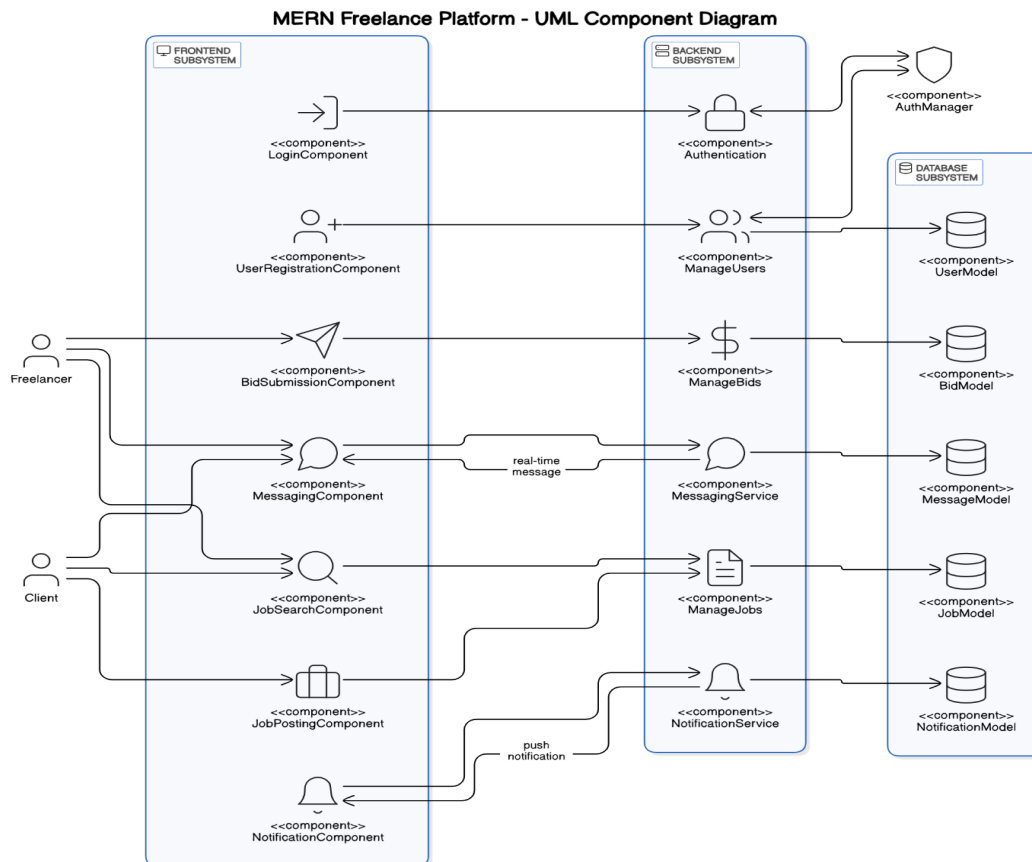 MERN Freelance Platform - UML Component Diagram
FRONTEND
SUBSYSTEM
BACKEND
SUBSYSTEM
<<component>>
AuthManager
<<component>>
LoginComponent
<<component>>
Authentication
DATABASE
SUBSYSTEM
<<component>>
UserRegistrationComponent
<<component>>
ManageUsers
<<component>>
UserModel
Freelancer
<<component>>
BidSubmissionComponent
<<component>>
ManageBids
<<component>>
BidModel
real-time
message
<<component>>
MessagingComponent
<<component>>
MessagingService
<<component>>
MessageModel
Client
<<component>>
JobSearchComponent
<<component>>
ManageJobs
<<component>>
JobModel
<<component>>
JobPostingComponent
<<component>>
NotificationService
<<component>>
NotificationModel
push
notification
<<component>>
NotificationComponent